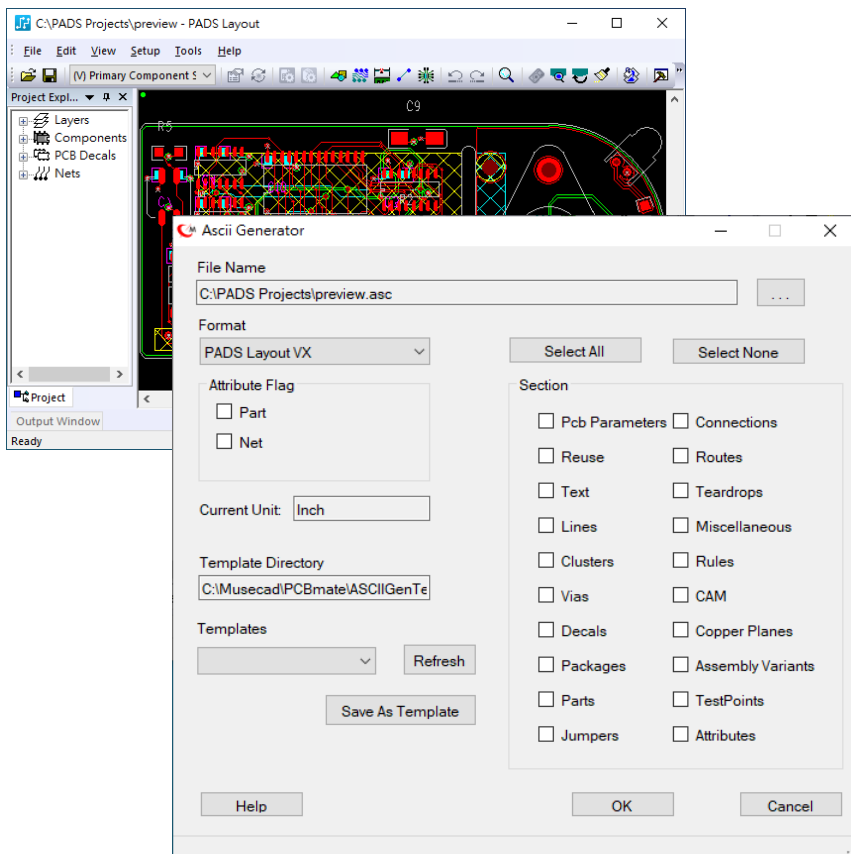 C:\PADS Projects\preview - PADS Layout
File Edit View Setup Tools Help
(V) Primary Component S
Project Expl...
Layers
Components
PCB Decals
Nets
C9
R5
Project
Output Window
Ready
Ascii Generator
File Name
C:\PADS Projects\preview.asc
...
Format
PADS Layout VX
Select All
Select None
Attribute Flag
Part
Net
Current Unit:
Inch
Template Directory
C:\Musecad\PCBmate\ASCIIGenTe
Templates
Refresh
Save As Template
Section
Pcb Parameters Connections
Reuse Routes
Text Teardrops
Lines Miscellaneous
Clusters Rules
Vias CAM
Decals Copper Planes
Packages Assembly Variants
Parts TestPoints
Jumpers Attributes
Help
OK
Cancel